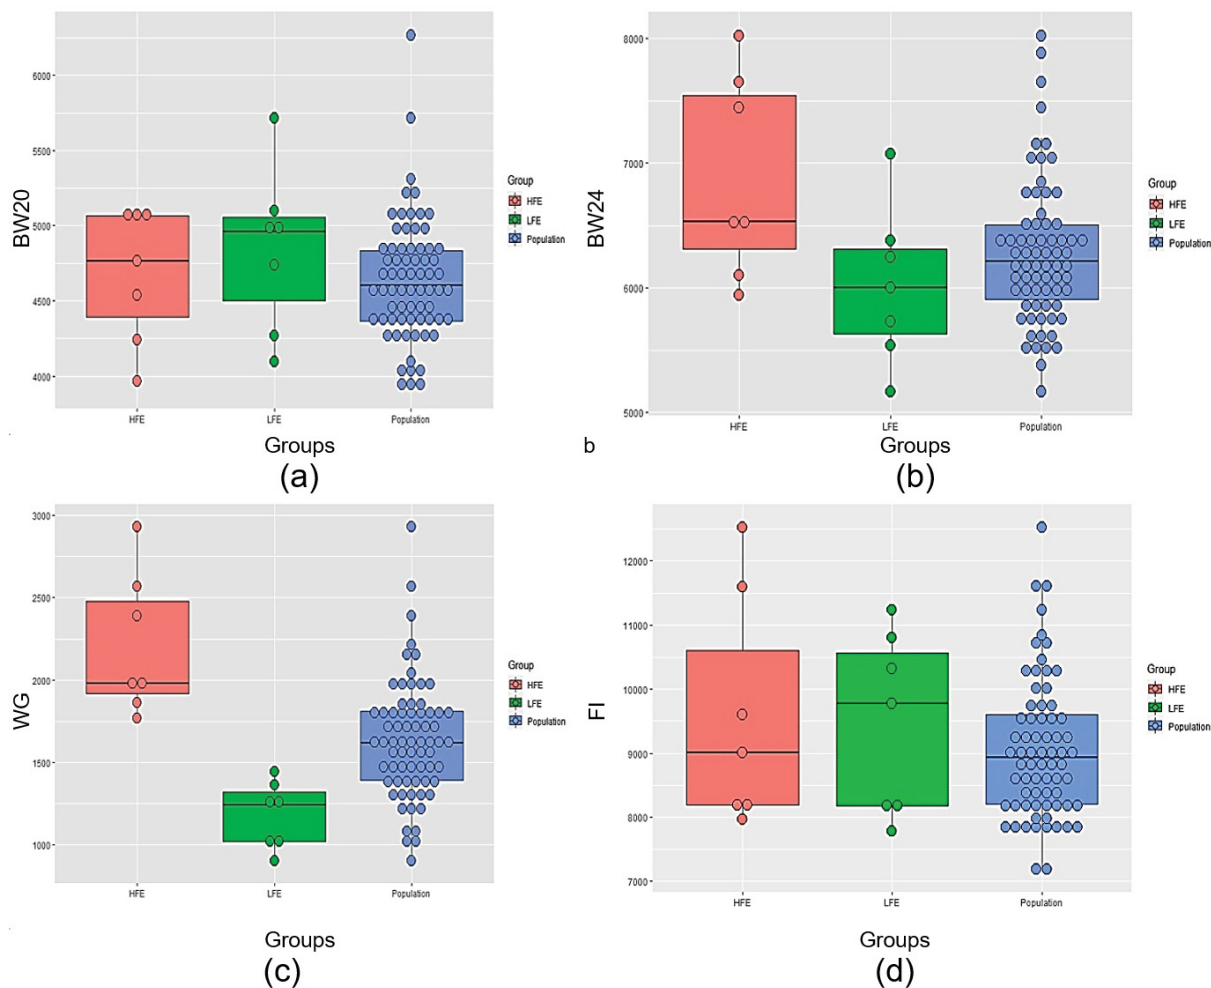 BW20
6000
5500
5000
4500
4000
HFE
LFE
Population
Groups
(a)
Group
HFE
LFE
Population
b
BW24
8000
7000
6000
5000
HFE
LFE
Population
Groups
(b)
Group
HFE
LFE
Population
WG
3000
2500
2000
1500
1000
HFE
LFE
Population
Groups
(c)
Group
HFE
LFE
Population
FI
12000
11000
10000
9000
8000
7000
HFE
LFE
Population
Groups
(d)
Group
HFE
LFE
Population